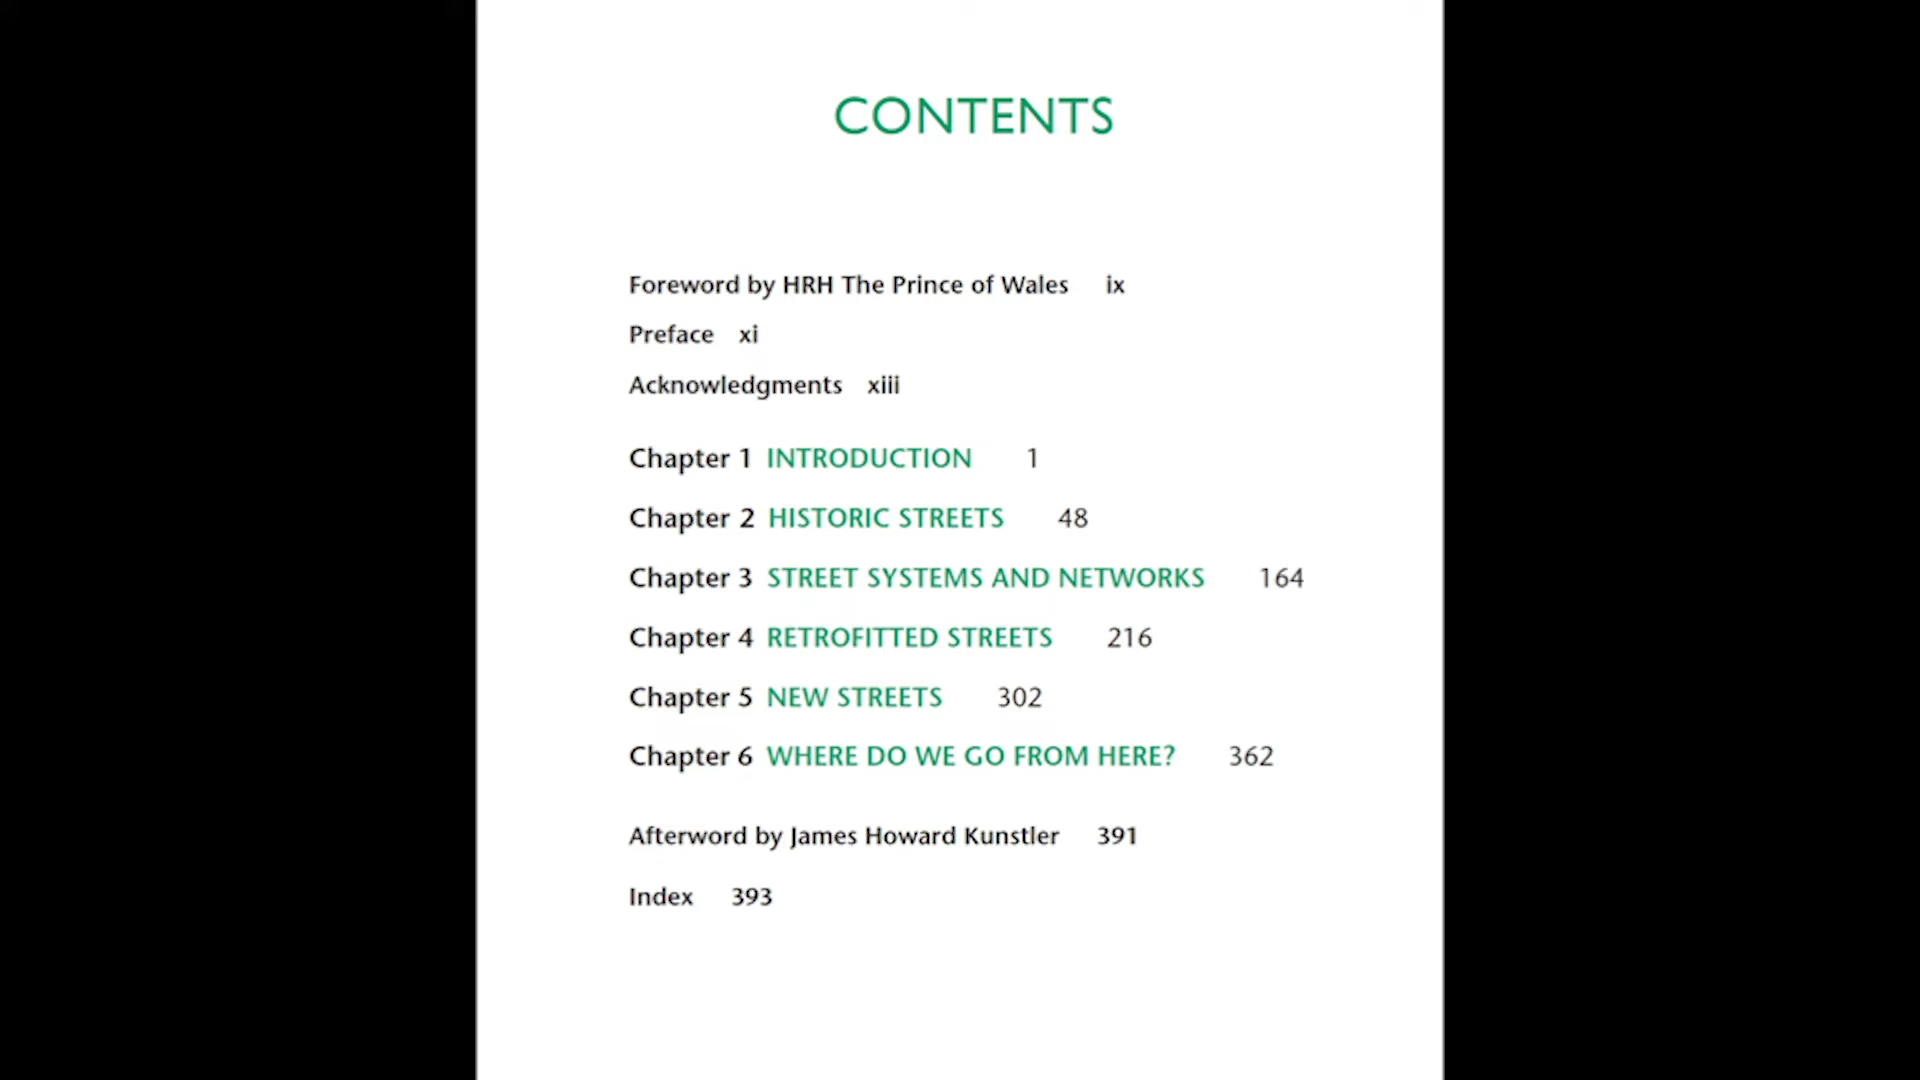 CONTENTS
Foreword by HRH The Prince of Wales ix
Preface xi
Acknowledgments xiii
Chapter 1 INTRODUCTION 1
Chapter 2 HISTORIC STREETS 48
Chapter 3 STREET SYSTEMS AND NETWORKS 164
Chapter 4 RETROFITTED STREETS 216
Chapter 5 NEW STREETS 302
Chapter 6 WHERE DO WE GO FROM HERE? 362
Afterword by James Howard Kunstler 391
Index 393